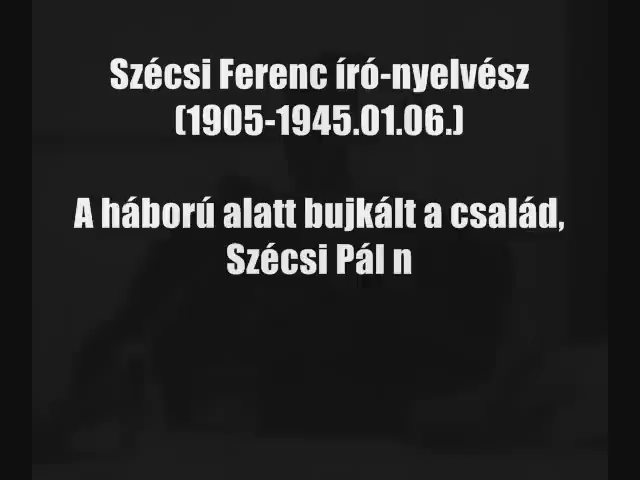 Szécsi Ferenc író-nyelvész
(1905-1945.01.06.)
A háború alatt bujkált a család,
Szécsi Pál n